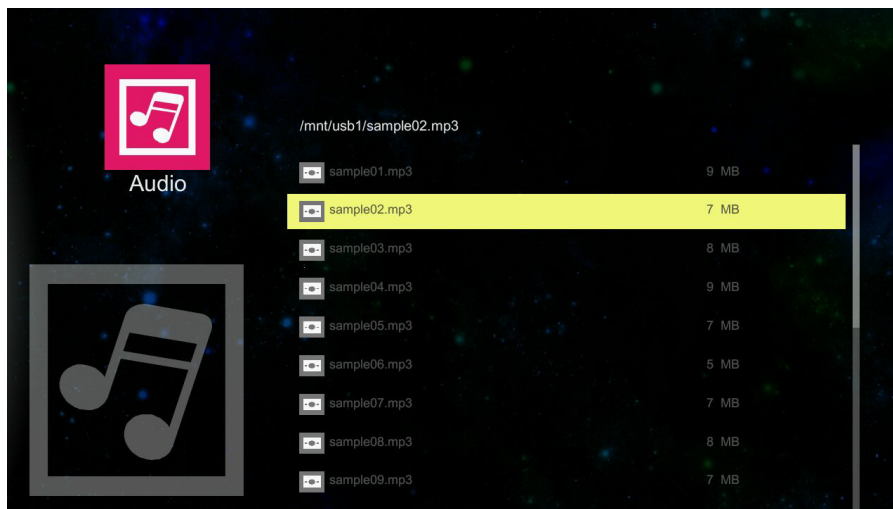 /mnt/usb1/sample02.mp3
Audio
sample01.mp3 9 MB
sample02.mp3 7 MB
sample03.mp3 8 MB
sample04.mp3 9 MB
sample05.mp3 7 MB
sample06.mp3 5 MB
sample07.mp3 7 MB
sample08.mp3 8 MB
sample09.mp3 7 MB